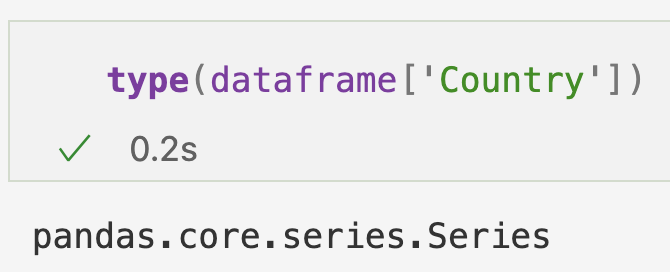 type(dataframe['Country'])
✓ 0.2s
pandas.core.series.Series